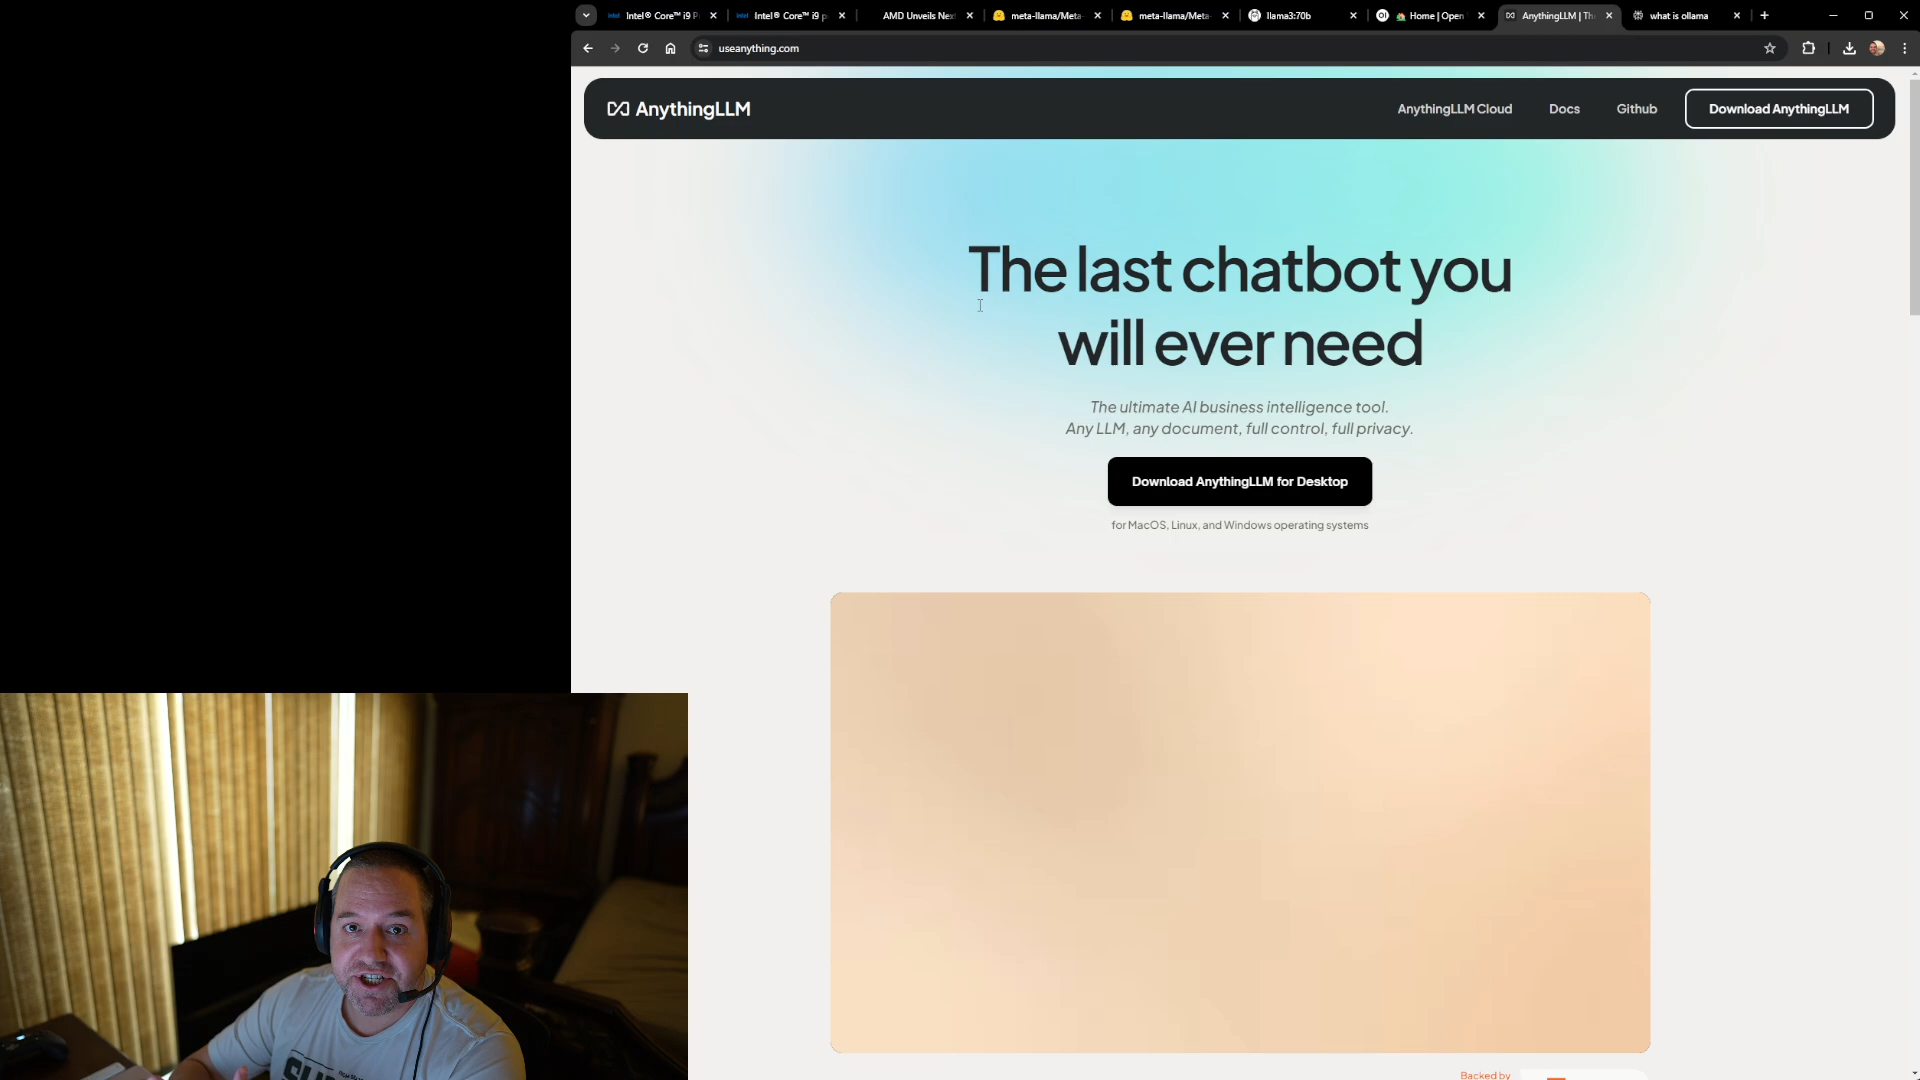 Intel® Core™ i9 P
Intel® Core™ i9 p
AMD Unveils Nex
meta-llama/Meta-
meta-llama/Meta-
llama3:70b
Home | Open
AnythingLLM | Th
what is ollama
useanything.com
AnythingLLM
AnythingLLM Cloud
Docs
Github
Download AnythingLLM
The last chatbot you
will ever need
The ultimate AI business intelligence tool.
Any LLM, any document, full control, full privacy.
Download AnythingLLM for Desktop
for MacOS, Linux, and Windows operating systems
Backed by